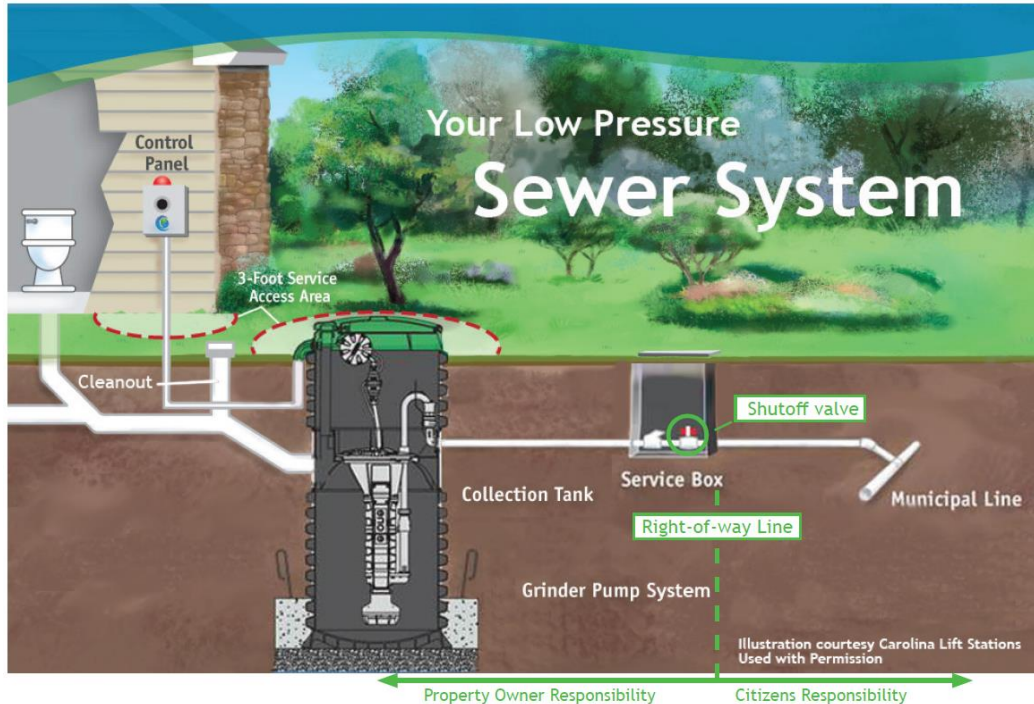 Your Low Pressure
Sewer System
Control
Panel
3-Foot Service
Access Area
Cleanout
Shutoff valve
Service Box
Collection Tank
Municipal Line
Right-of-way Line
Grinder Pump System
Illustration courtesy Carolina Lift Stations
Used with Permission
Property Owner Responsibility
Citizens Responsibility